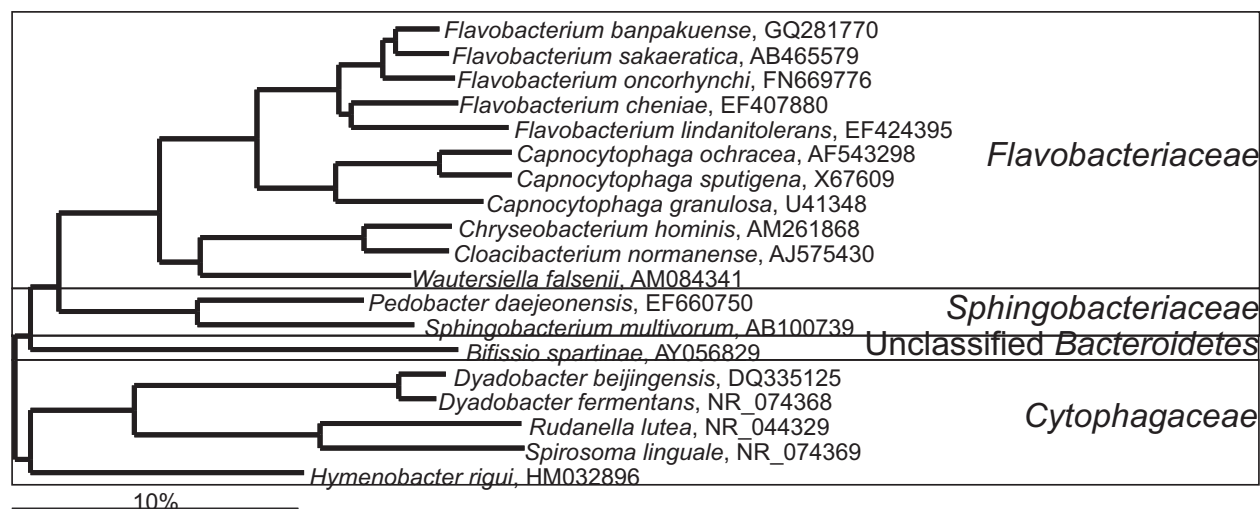 Flavobacterium banpakuense, GQ281770
Flavobacterium sakaeratica, AB465579
Flavobacterium oncorhynchi, FN669776
Flavobacterium cheniae, EF407880
Flavobacterium lindanitolerans, EF424395
Capnocytophaga ochracea, AF543298
Flavobacteriaceae
Capnocytophaga sputigena, X67609
Capnocytophaga granulosa, U41348
Chryseobacterium hominis, AM261868
Cloacibacterium normanense, AJ575430
Wautersiella falsenii, AM084341
Pedobacter daejeonensis, EF660750
Sphingobacteriaceae
Sphingobacterium multivorum, AB100739
Unclassified Bacteroidetes
Bifissio spartinae, AY056829
Dyadobacter beijingensis, DQ335125
Dyadobacter fermentans, NR_074368
Cytophagaceae
Rudanella lutea, NR_044329
Spirosoma linguale, NR_074369
Hymenobacter rigui, HM032896
10%